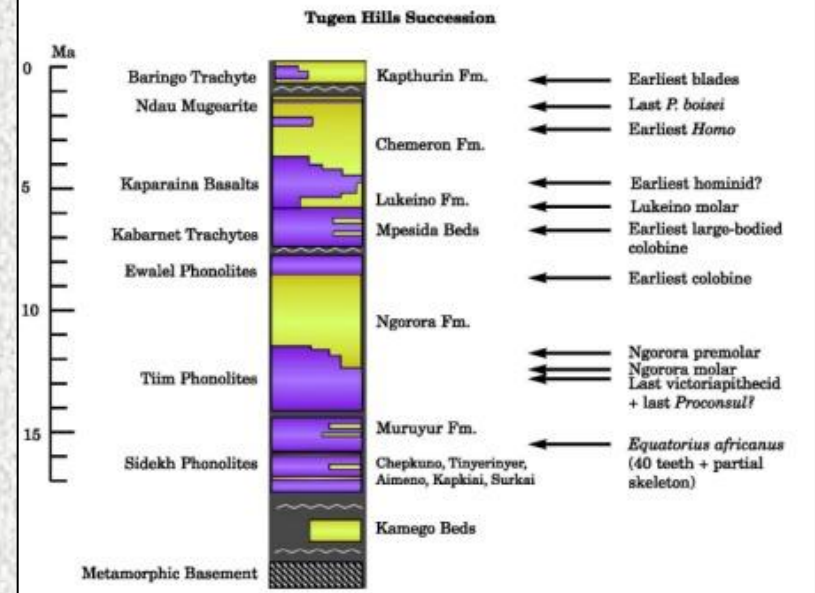 Tugen Hills Succession
Ma
0
5
10
15
Baringo Trachyte
Ndau Mugearite
Kaparaina Basalts
Kabarnet Trachytes
Ewalel Phonolites
Tiim Phonolites
Sidekh Phonolites
Metamorphic Basement
Kapthurin Fm.
Chemeron Fm.
Lukeino Fm.
Mpesida Beds
Ngorora Fm.
Muruyur Fm.
Chepkuno, Tinyerinyer,
Aimeno, Kapkiai, Surkai
Kamego Beds
Earliest blades
Last P. boisei
Earliest Homo
Earliest hominid?
Lukeino molar
Earliest large-bodied
colobine
Earliest colobine
Ngorora premolar
Ngorora molar
Last victoriapithecid
+ last Proconsul?
Equatorius africanus
(40 teeth + partial
skeleton)